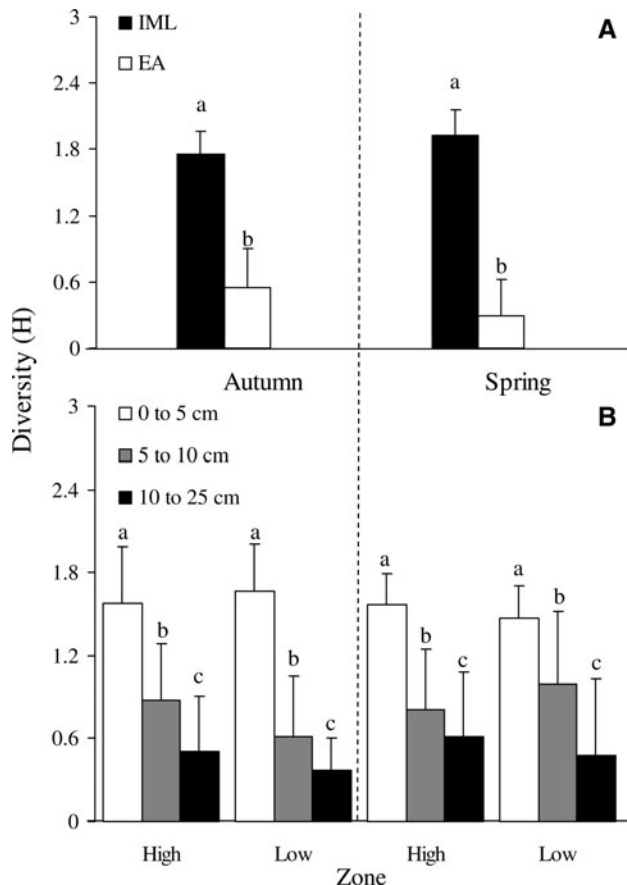 3
IML
A
EA
2.4
a
a
1.8
1.2
b
b
0.6
0
Autumn
Spring
Diversity (H)
3
0 to 5 cm
B
5 to 10 cm
2.4
10 to 25 cm
a
a
a
a
1.8
b
b
b
b
1.2
c
c
c
c
0.6
0
High
Low
High
Low
Zone